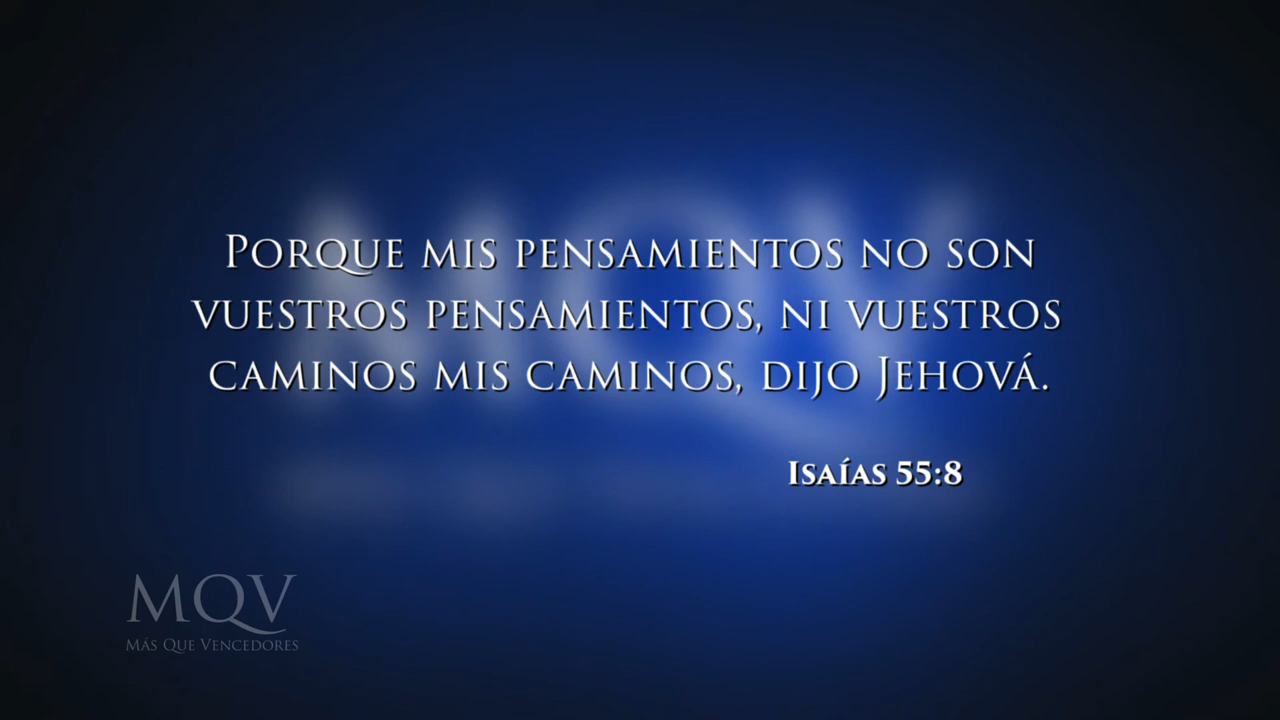 Porque mis pensamientos no son
vuestros pensamientos, ni vuestros
caminos mis caminos, dijo Jehová.
Isaías 55:8
MQV
Más Que Vencedores